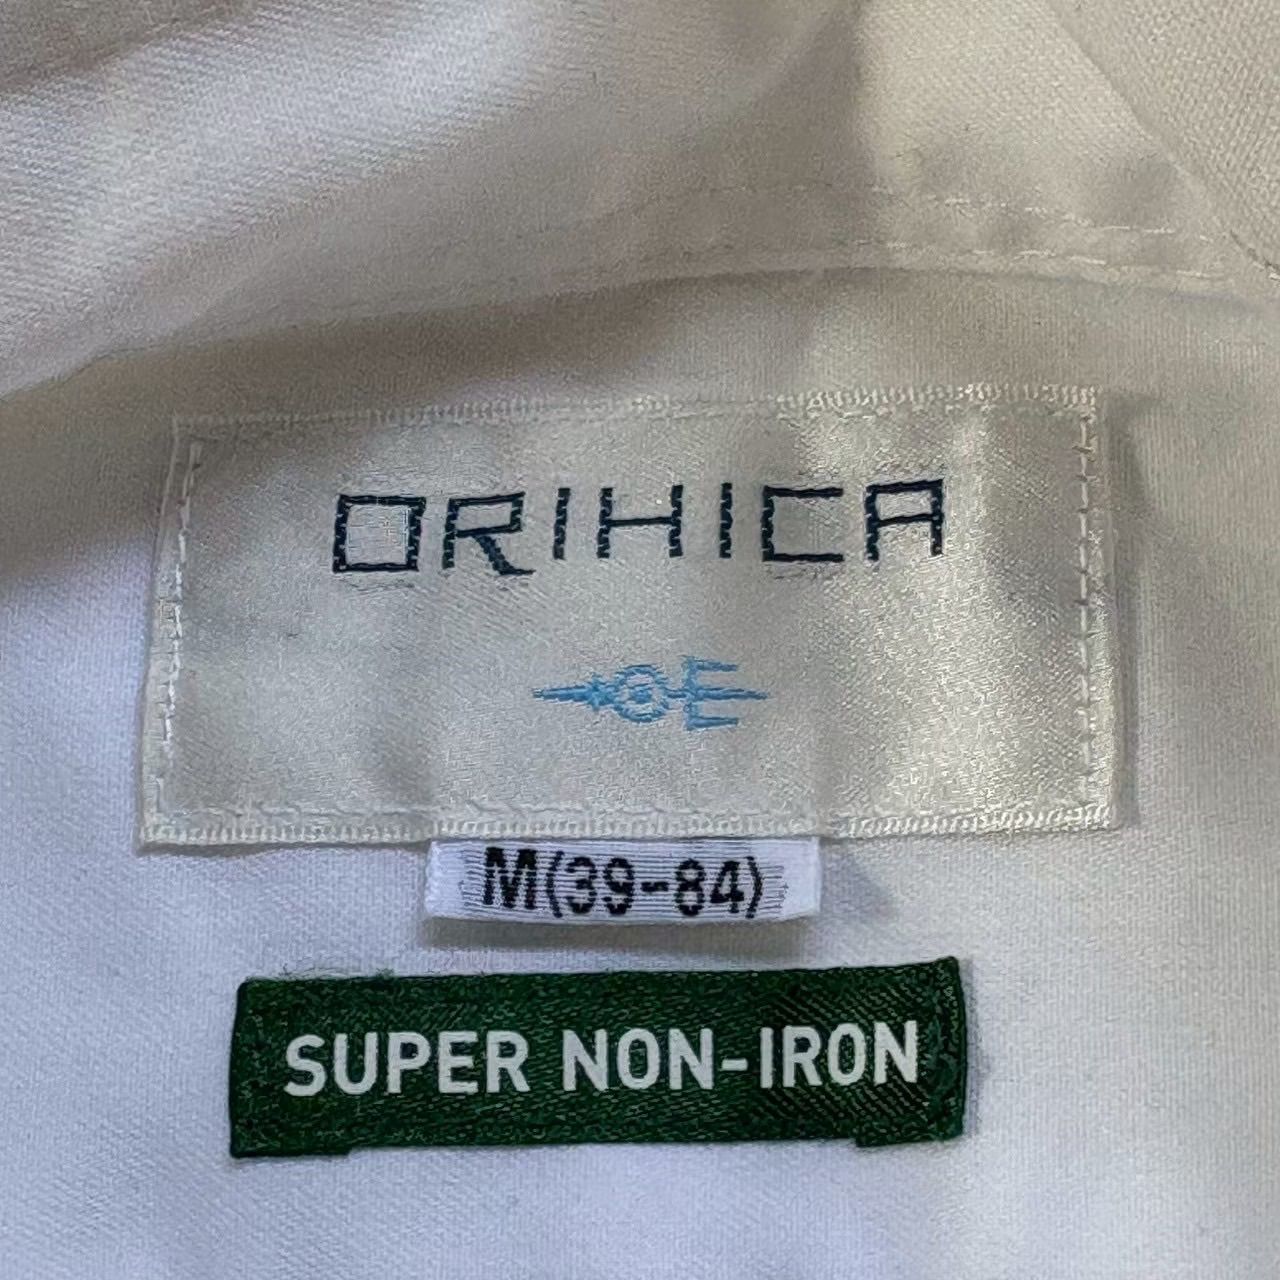 ORIHICA
M(39-84)
SUPER NON-IRON